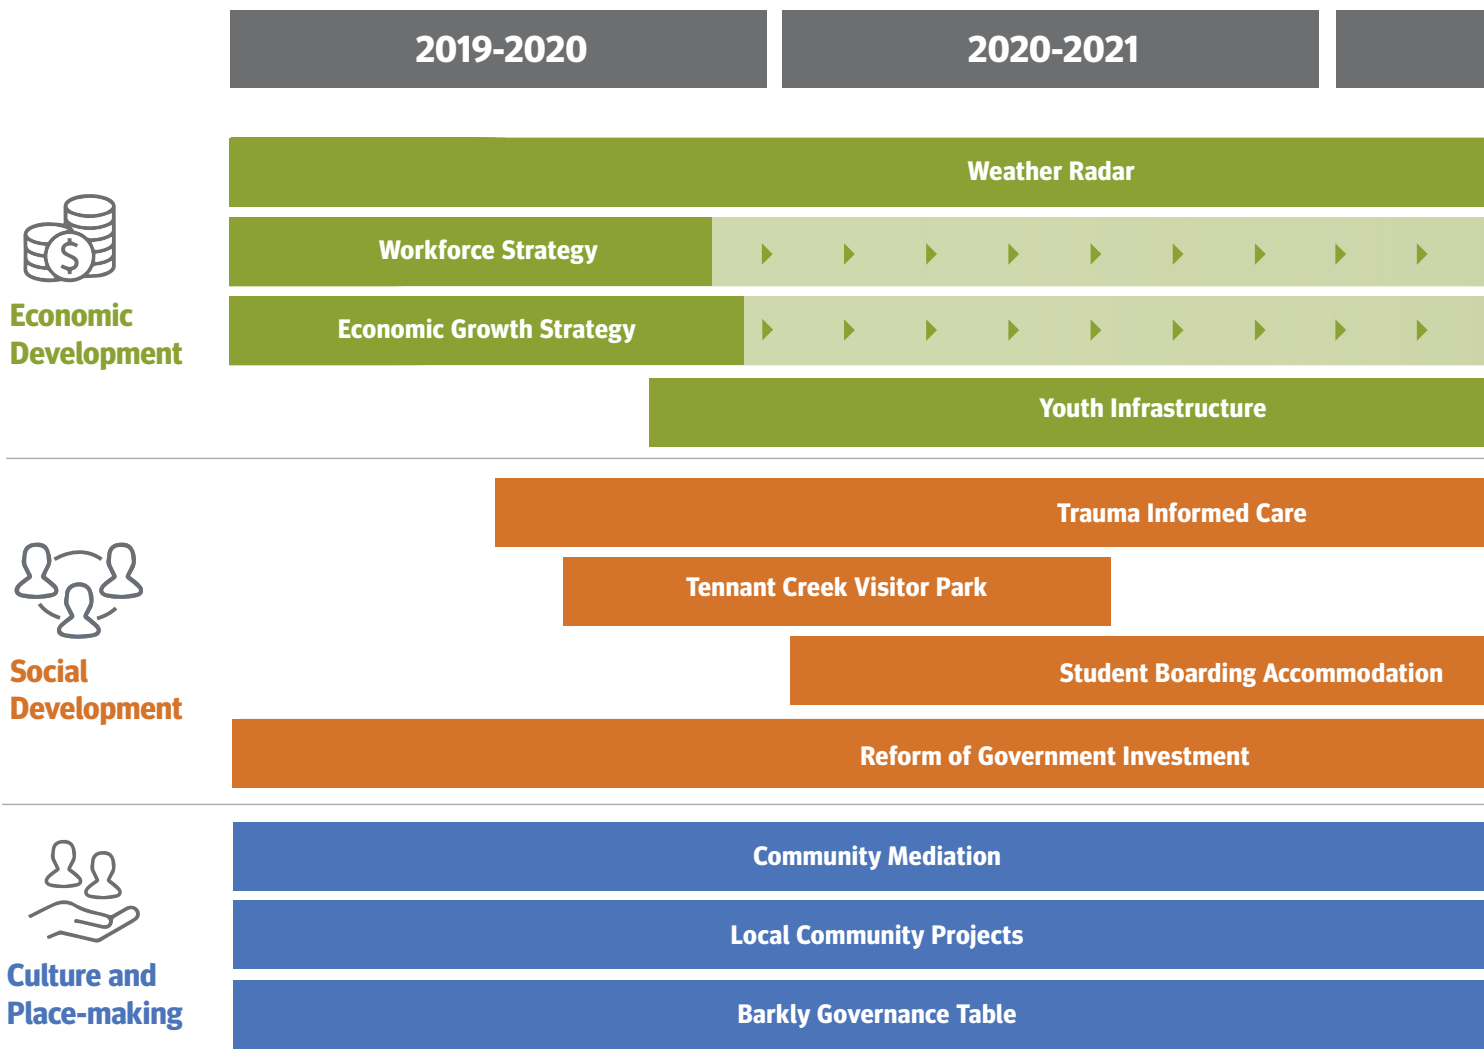 2019-2020
2020-2021
Weather Radar
Workforce Strategy
Economic Growth Strategy
Youth Infrastructure
$
Economic
Development
Trauma Informed Care
Tennant Creek Visitor Park
Student Boarding Accommodation
Reform of Government Investment
Social
Development
Community Mediation
Local Community Projects
Barkly Governance Table
Culture and
Place-making